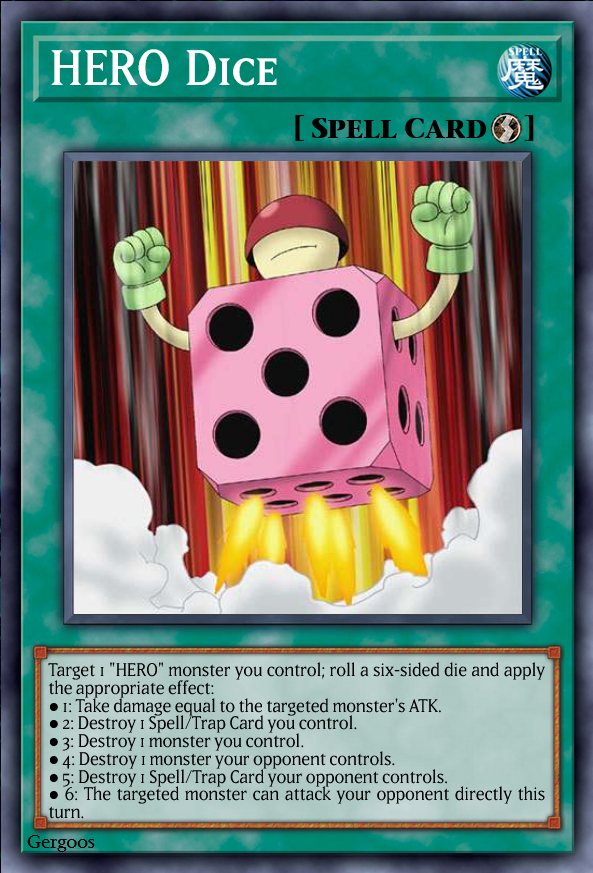 HERO Dice
SPELL
魔
[ Spell Card ]
Target 1 "HERO" monster you control; roll a six-sided die and apply
the appropriate effect:
● 1: Take damage equal to the targeted monster's ATK.
● 2: Destroy 1 Spell/Trap Card you control.
● 3: Destroy 1 monster you control.
● 4: Destroy 1 monster your opponent controls.
● 5: Destroy 1 Spell/Trap Card your opponent controls.
● 6: The targeted monster can attack your opponent directly this
turn.
Gergoos